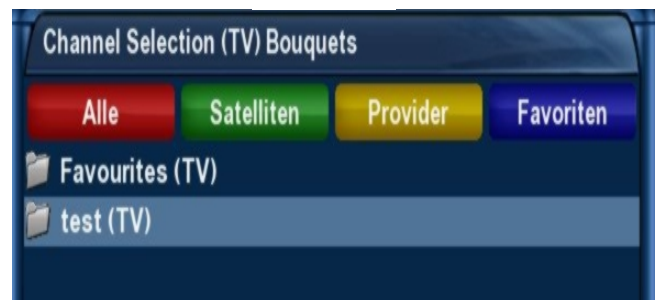 Channel Selection (TV) Bouquets
Alle Satelliten Provider Favoriten
Favourites (TV)
test (TV)